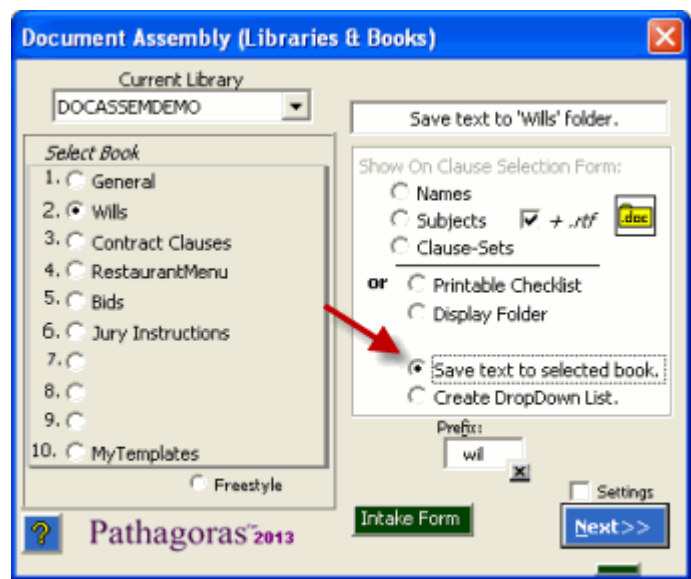 Document Assembly (Libraries & Books)
Current Library
DOCASSEMDEMO
Select Book
1. General
2. Wills
3. Contract Clauses
4. RestaurantMenu
5. Bids
6. Jury Instructions
7.
8.
9.
10. MyTemplates
Freestyle
? Pathagoras™2013
Save text to 'Wills' folder.
Show On Clause Selection Form:
Names
Subjects + .rtf .doc
Clause-Sets
or Printable Checklist
Display Folder
Save text to selected book.
Create DropDown List.
Prefix:
wil
x
Intake Form
Settings
Next>>